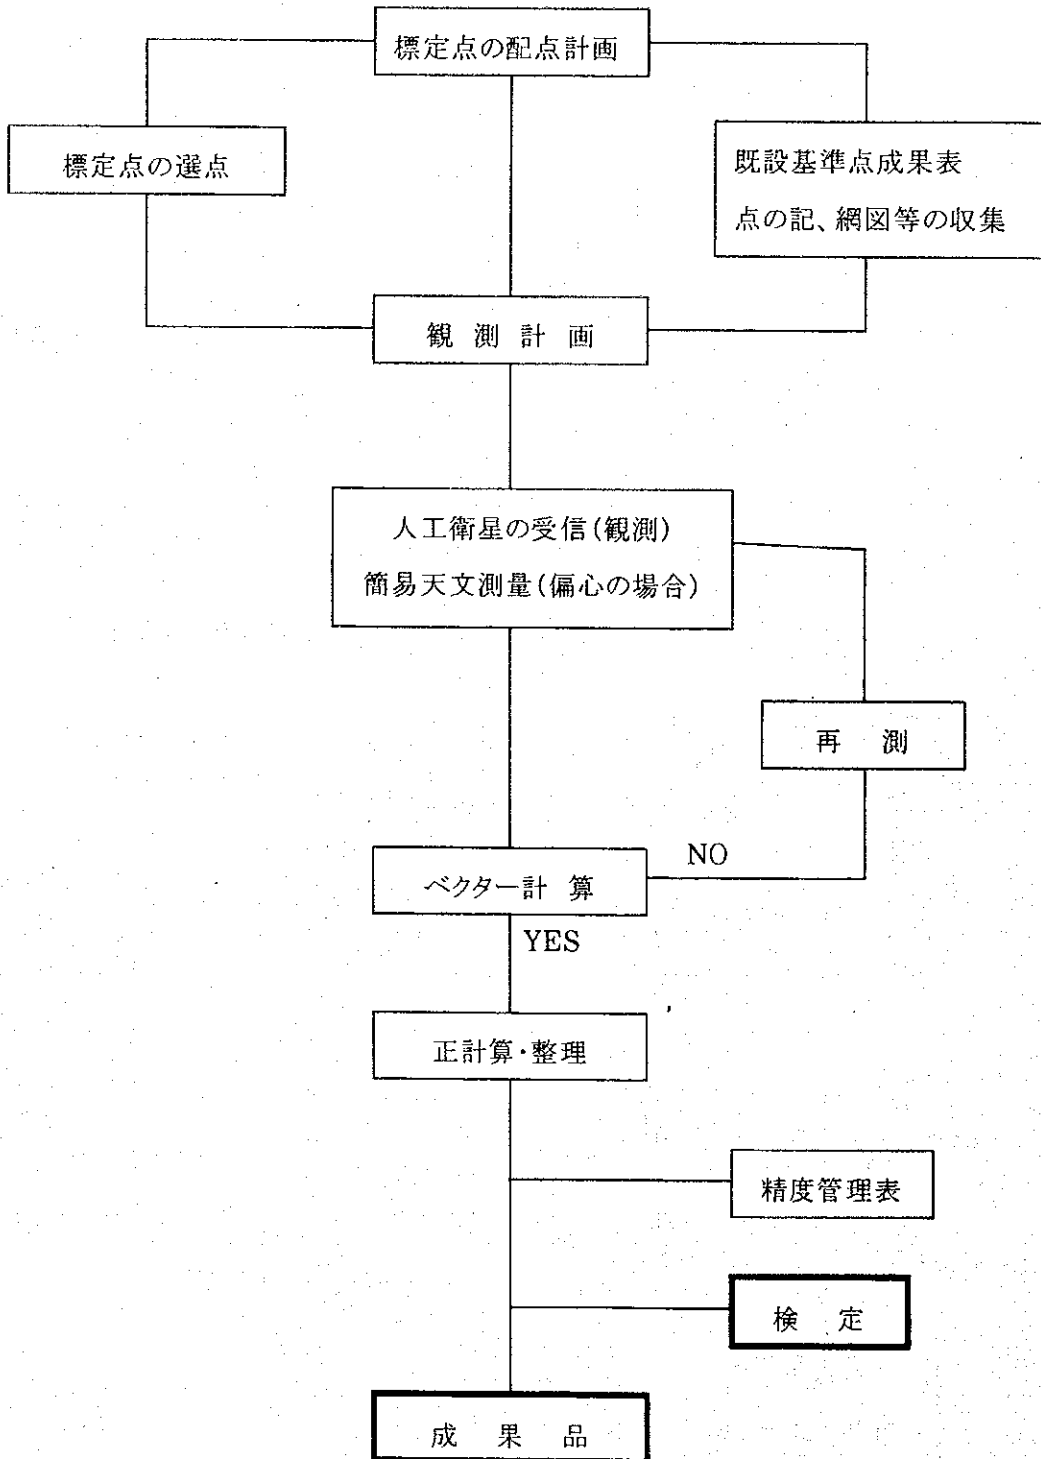 標定点の配点計画
標定点の選点
既設基準点成果表
点の記、網図等の収集
観測計画
人工衛星の受信(観測)
簡易天文測量(偏心の場合)
再測
NO
ベクター計算
YES
正計算・整理
精度管理表
検定
成果品